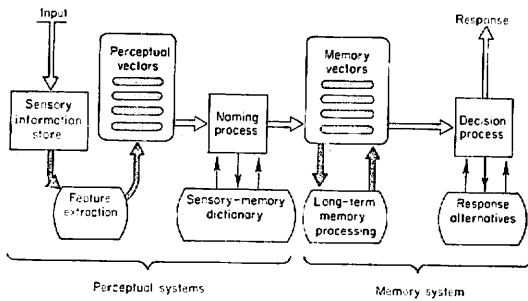 Input
Perceptual
vectors
Sensory
information
store
Feature
extraction
Naming
process
Sensory-memory
dictionary
Memory
vectors
Long-term
memory
processing
Response
Decision
process
Response
alternatives
Perceptual systems
Memory system